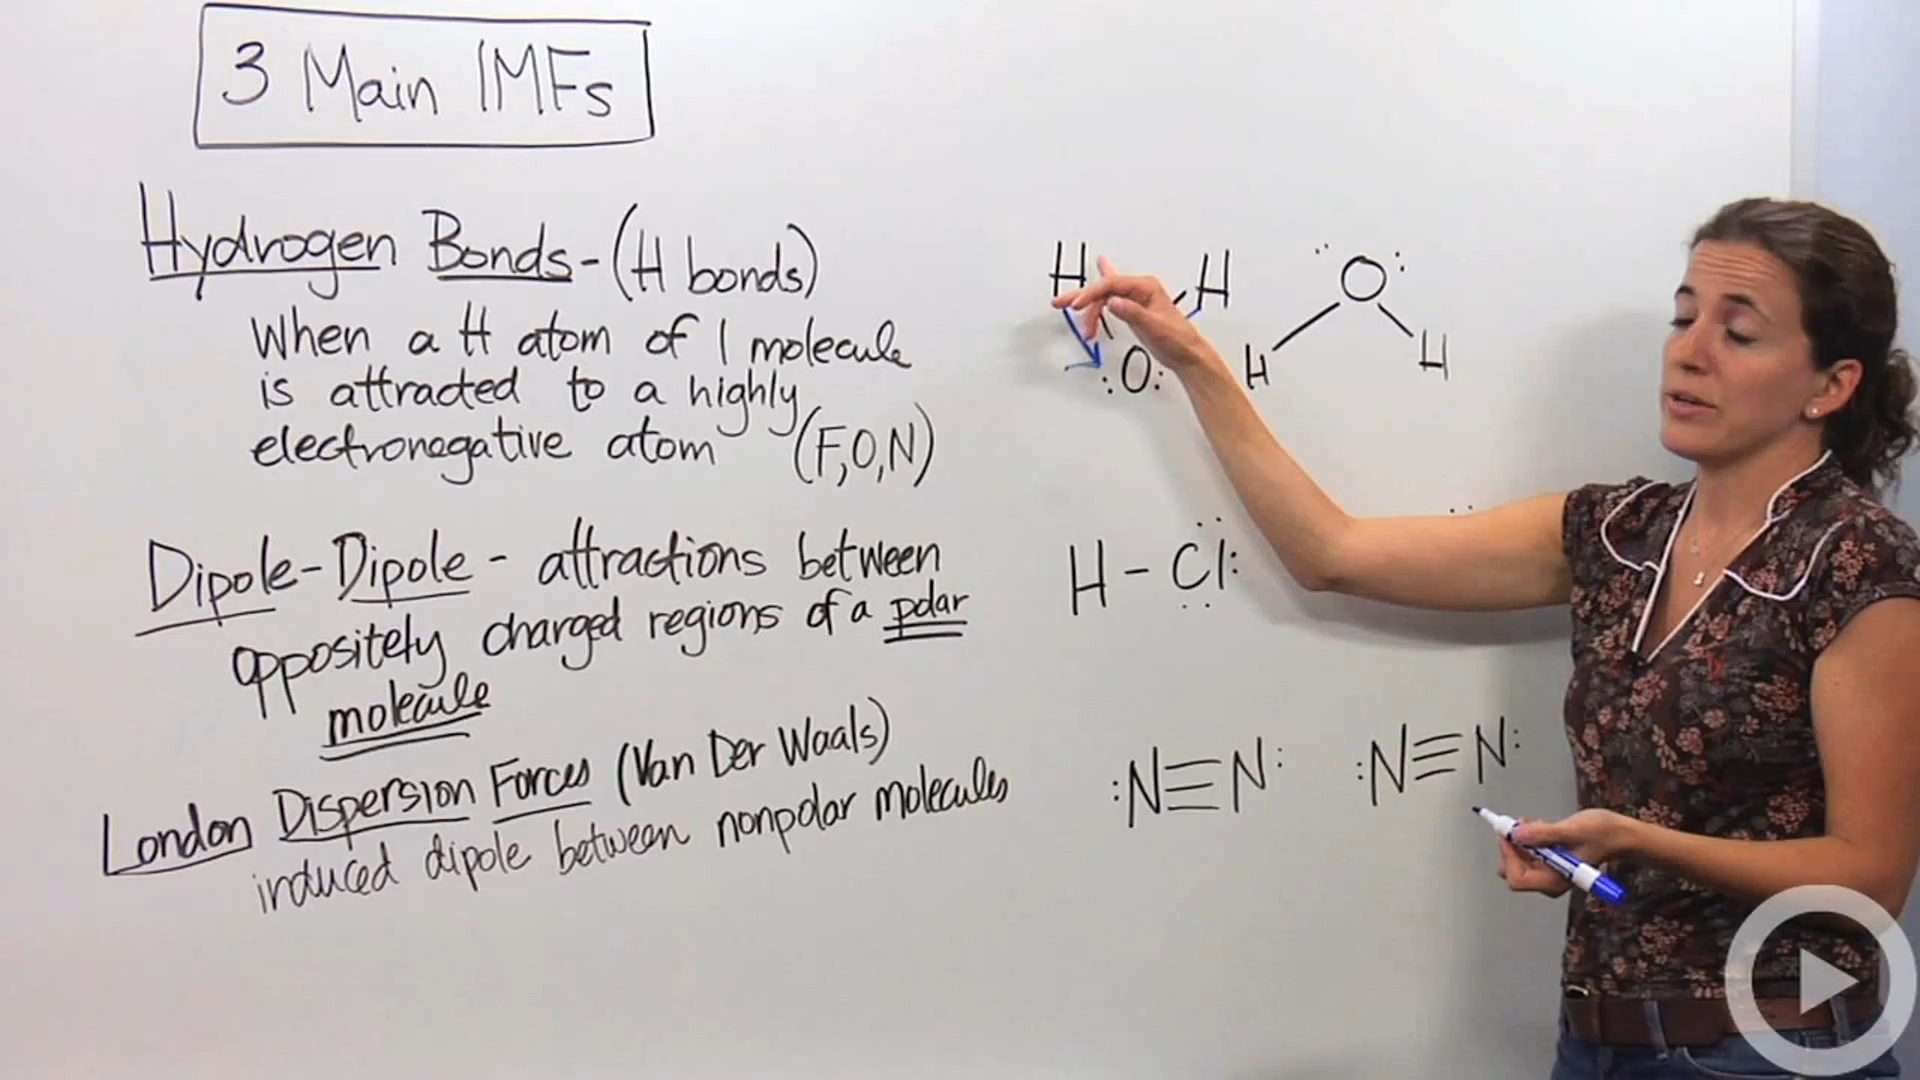 3 Main IMFs
Hydrogen Bonds - (H bonds)
When a H atom of 1 molecule
is attracted to a highly
electronegative atom (F,O,N)
Dipole-Dipole - attractions between
oppositely charged regions of a polar
molecule
London Dispersion Forces (Van Der Waals)
induced dipole between nonpolar molecules
H H
:O:
O
H H
H - Cl:
:N≡N: :N≡N: